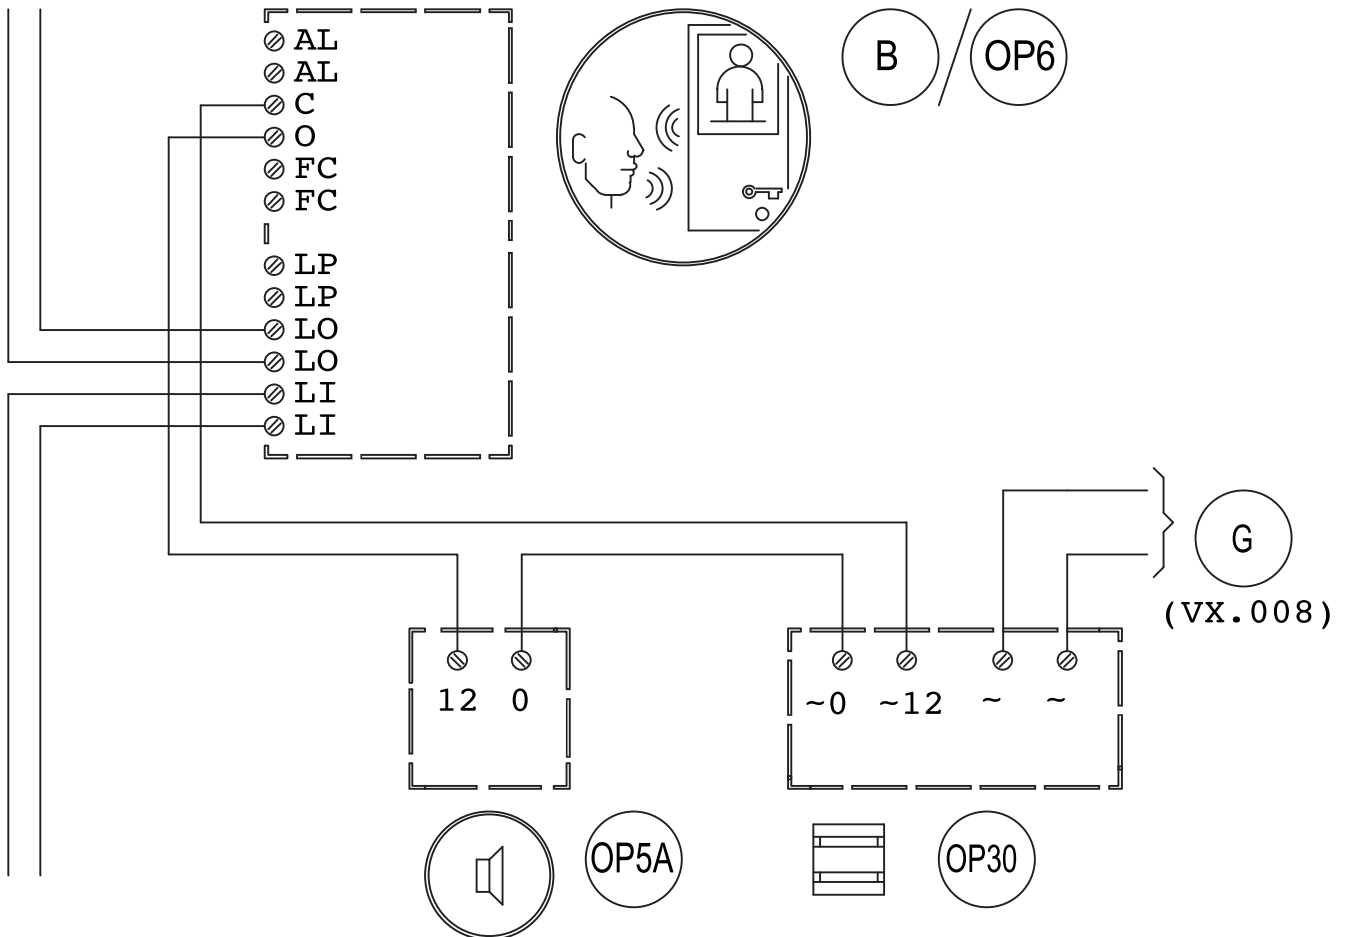 AL
AL
C
O
FC
FC
LP
LP
LO
LO
LI
LI
B / OP6
G
(VX.008)
12 0
~0 ~12 ~ ~
OP5A
OP30